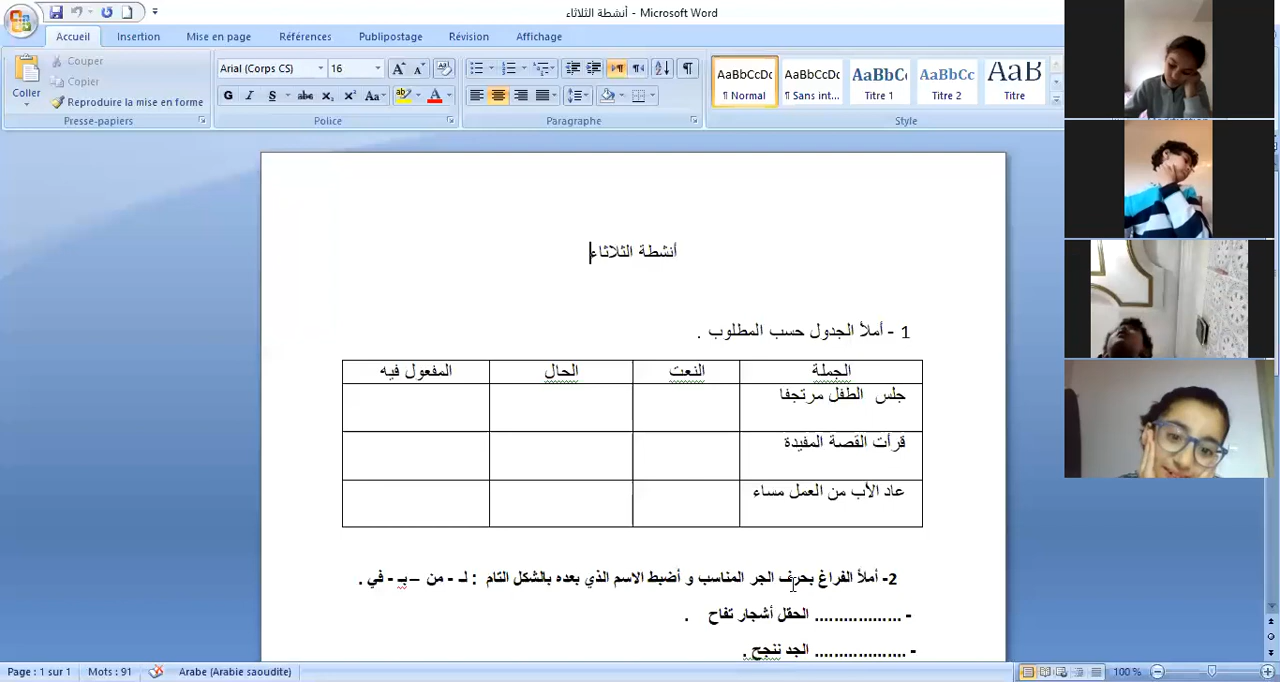 أنشطة الثلاثاء - Microsoft Word
Accueil Insertion Mise en page Références Publipostage Révision Affichage
Coller
Couper
Copier
Reproduire la mise en forme
Presse-papiers
Arial (Corps CS) 16
G I S abc X₂ X² Aa
Police
Paragraphe
AaBbCcDc AaBbCcDc AaBbC AaBbCc AaB
¶ Normal ¶ Sans int... Titre 1 Titre 2 Titre
Style
أنشطة الثلاثاء
1 - أملأ الجدول حسب المطلوب .
الجملة النعت الحال المفعول فيه
جلس الطفل مرتجفا
قرأت القصة المفيدة
عاد الأب من العمل مساء
2- أملأ الفراغ بحرف الجر المناسب و أضبط الاسم الذي بعده بالشكل التام : لـ - من – بـ - في .
- .................. الحقل أشجار تفاح .
- ................... الجد ننجح .
Page : 1 sur 1 Mots : 91 Arabe (Arabie saoudite) 100 %